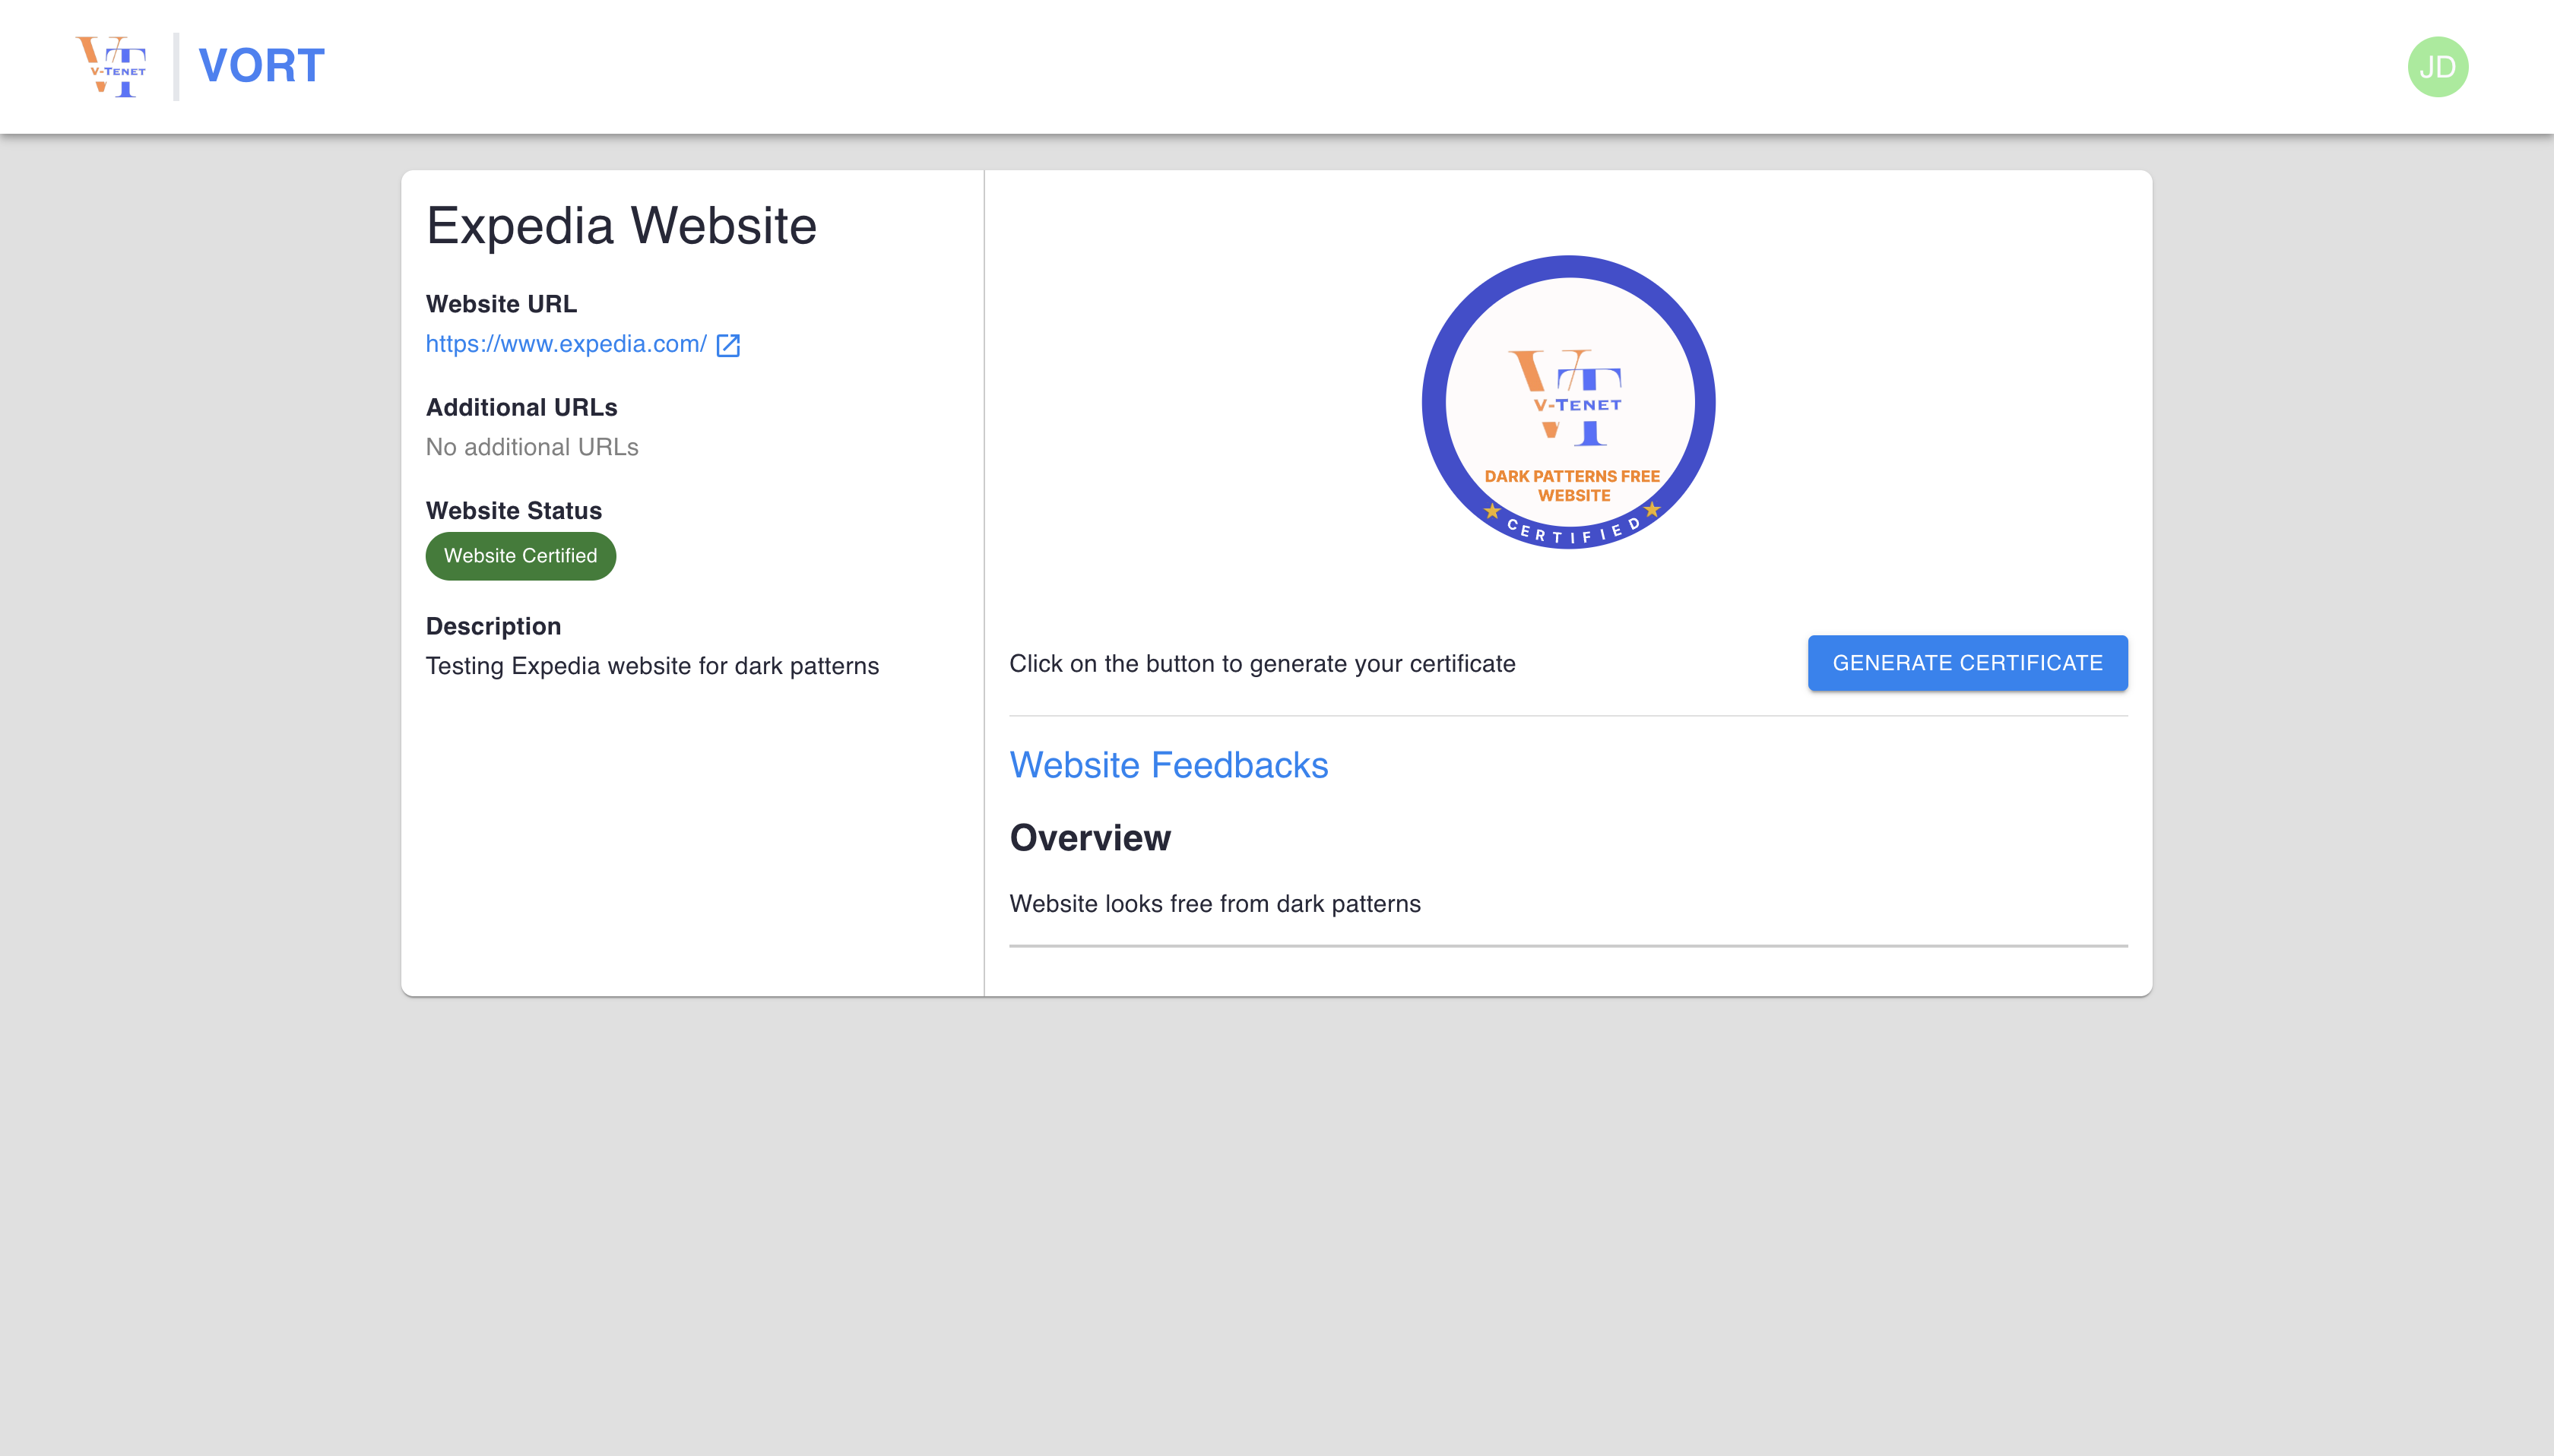 VT
V-TENET
VORT
JD
Expedia Website
Website URL
https://www.expedia.com/
Additional URLs
No additional URLs
Website Status
Website Certified
Description
Testing Expedia website for dark patterns
VT
V-TENET
DARK PATTERNS FREE
WEBSITE
CERTIFIED
Click on the button to generate your certificate
GENERATE CERTIFICATE
Website Feedbacks
Overview
Website looks free from dark patterns